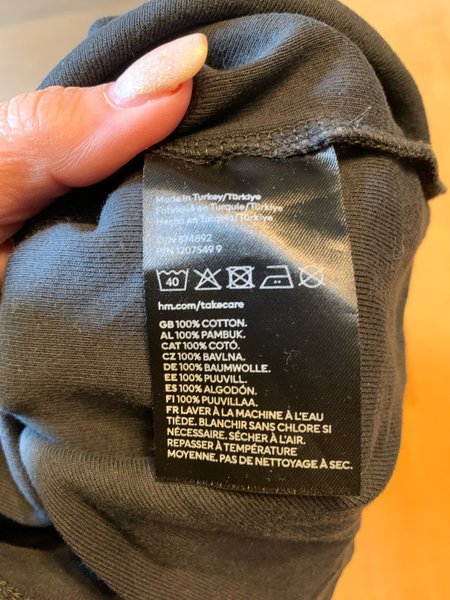 Made in Turkey/Türkiye
Fabriqué en Turquie/Türkiye
Hecho en Turquía/Türkiye
C/N 874892
P/N 1207549 9
40
hm.com/takecare
GB 100% COTTON.
AL 100% PAMBUK.
CAT 100% COTÓ.
CZ 100% BAVLNA.
DE 100% BAUMWOLLE.
EE 100% PUUVILL.
ES 100% ALGODÓN.
FI 100% PUUVILLAA.
FR LAVER À LA MACHINE À L'EAU
TIÈDE. BLANCHIR SANS CHLORE SI
NÉCESSAIRE. SÉCHER À L'AIR.
REPASSER À TEMPÉRATURE
MOYENNE. PAS DE NETTOYAGE À SEC.